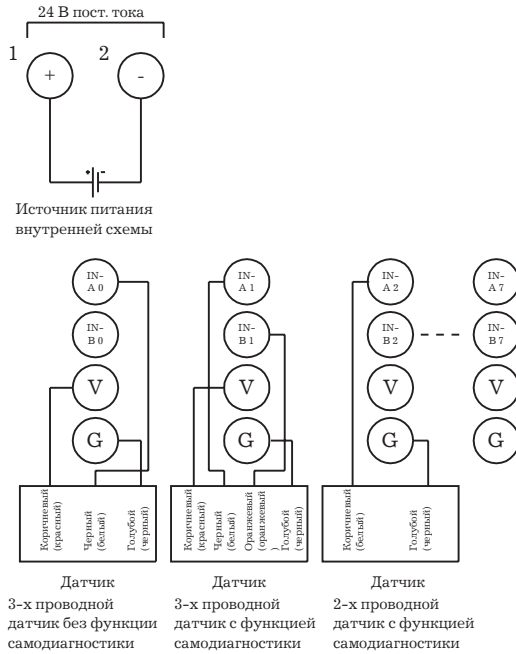 24 В пост. тока
1
2
+
-
+ -
Источник питания
внутренней схемы
IN-
A 0
IN-
A 1
IN-
A 2
IN-
A 7
IN-
B 0
IN-
B 1
IN-
B 2
IN-
B 7
V
V
V
V
G
G
G
G
Коричневый
(красный)
Черный
(белый)
Голубой
(черный)
Коричневый
(красный)
Черный
(белый)
Оранжевый
(оранжевый
)
Голубой
(черный)
Коричневый
(белый)
Голубой
(черный)
Датчик
3-х проводной
датчик без функции
самодиагностики
Датчик
3-х проводной
датчик с функцией
самодиагностики
Датчик
2-х проводной
датчик с функцией
самодиагностики